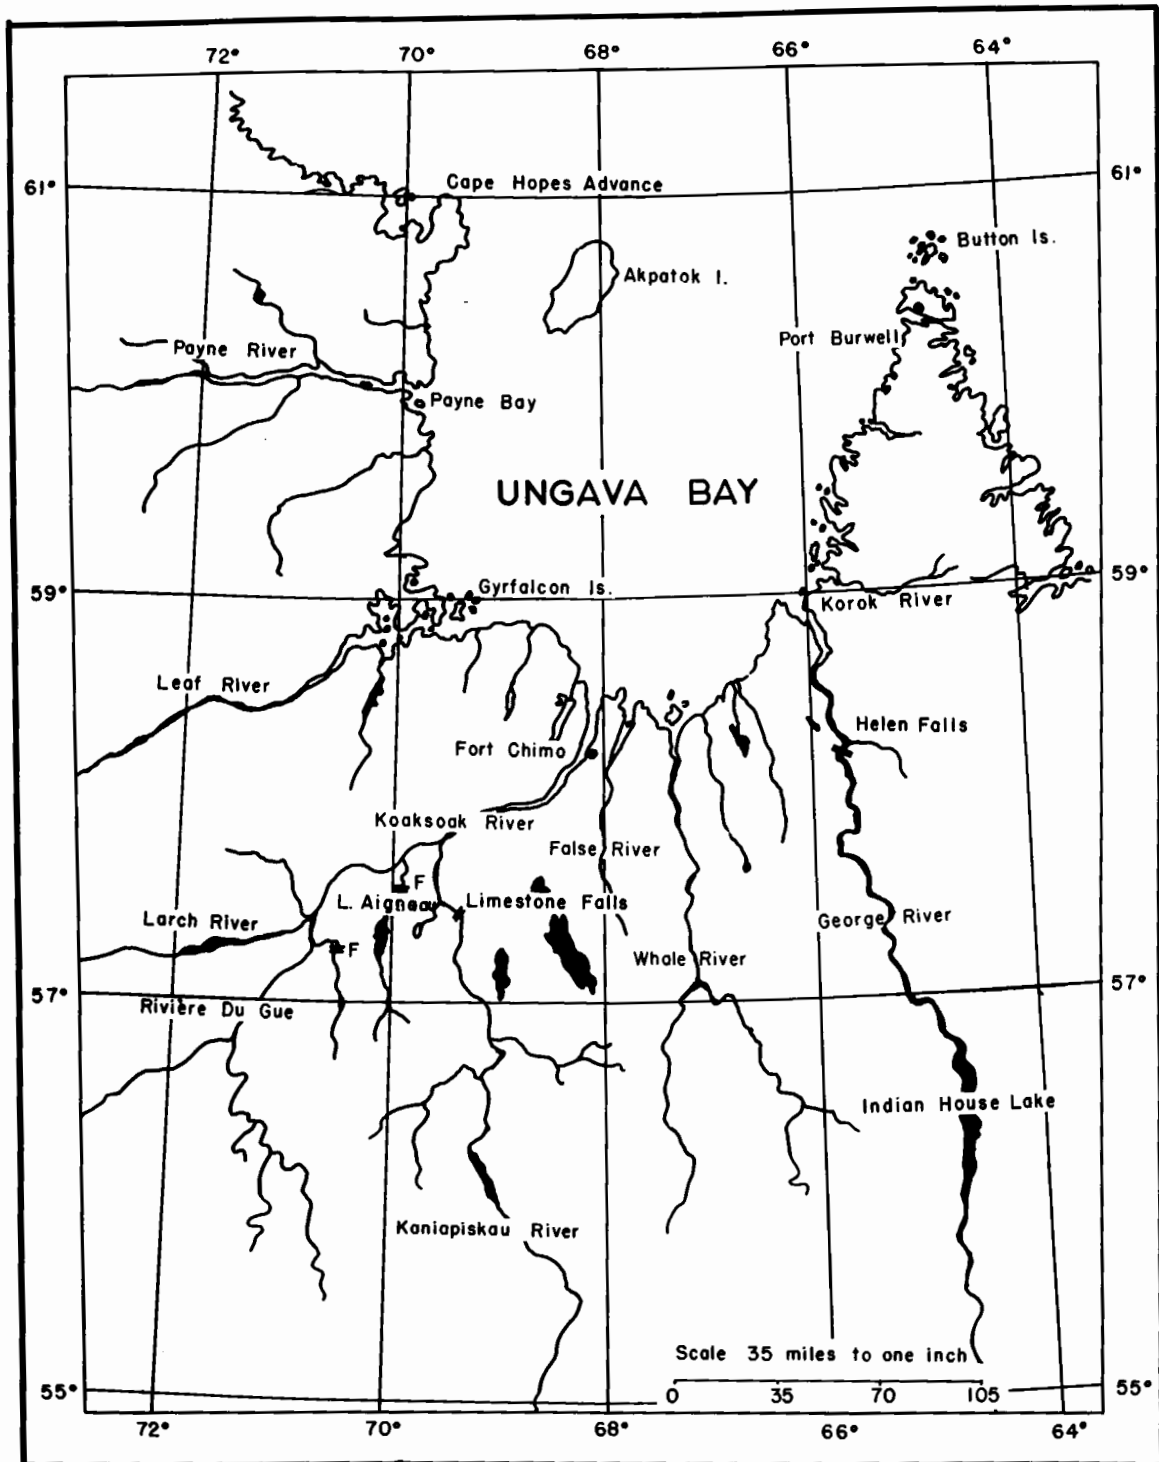 72° 70° 68° 66° 64°
61° Cape Hopes Advance 61°
Button Is.
Akpatok I.
Port Burwell
Payne River
Payne Bay
UNGAVA BAY
59° Gyrfalcon Is. 59°
Korok River
Leaf River
Helen Falls
Fort Chimo
Koaksoak River
False River
F
L. Aigneau Limestone Falls
Larch River George River
F
Whale River
57° 57°
Rivière Du Gue
Indian House Lake
Kaniapiskau River
Scale 35 miles to one inch
0 35 70 105
55° 55°
72° 70° 68° 66° 64°